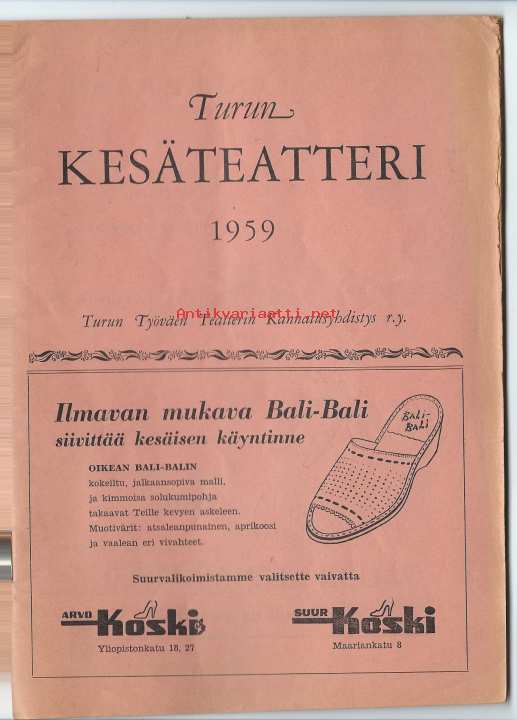 Turun
KESÄTEATTERI
1959
Antikvariaatti.net
Turun Työväen Teatterin Kannatusyhdistys r.y.
Ilmavan mukava Bali-Bali
siivittää kesäisen käyntinne
BALI-
BALI
OIKEAN BALI-BALIN
kokeiltu, jalkaansopiva malli,
ja kimmoisa solukumipohja
takaavat Teille kevyen askeleen.
Muotivärit: atsaleanpunainen, aprikoosi
ja vaalean eri vivahteet.
Suurvalikoimistamme valitsette vaivatta
ARVO Koski
Yliopistonkatu 18, 27
SUUR Koski
Maariankatu 8